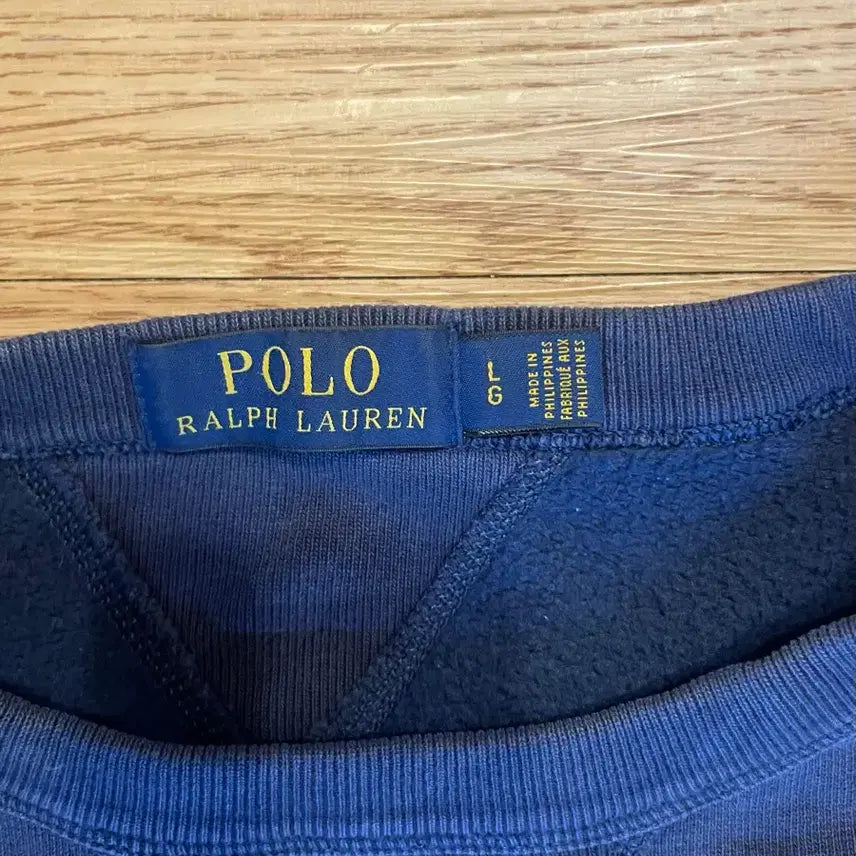 POLO
RALPH LAUREN
L
G
MADE IN
PHILIPPINES
FABRIQUÉ AUX
PHILIPPINES